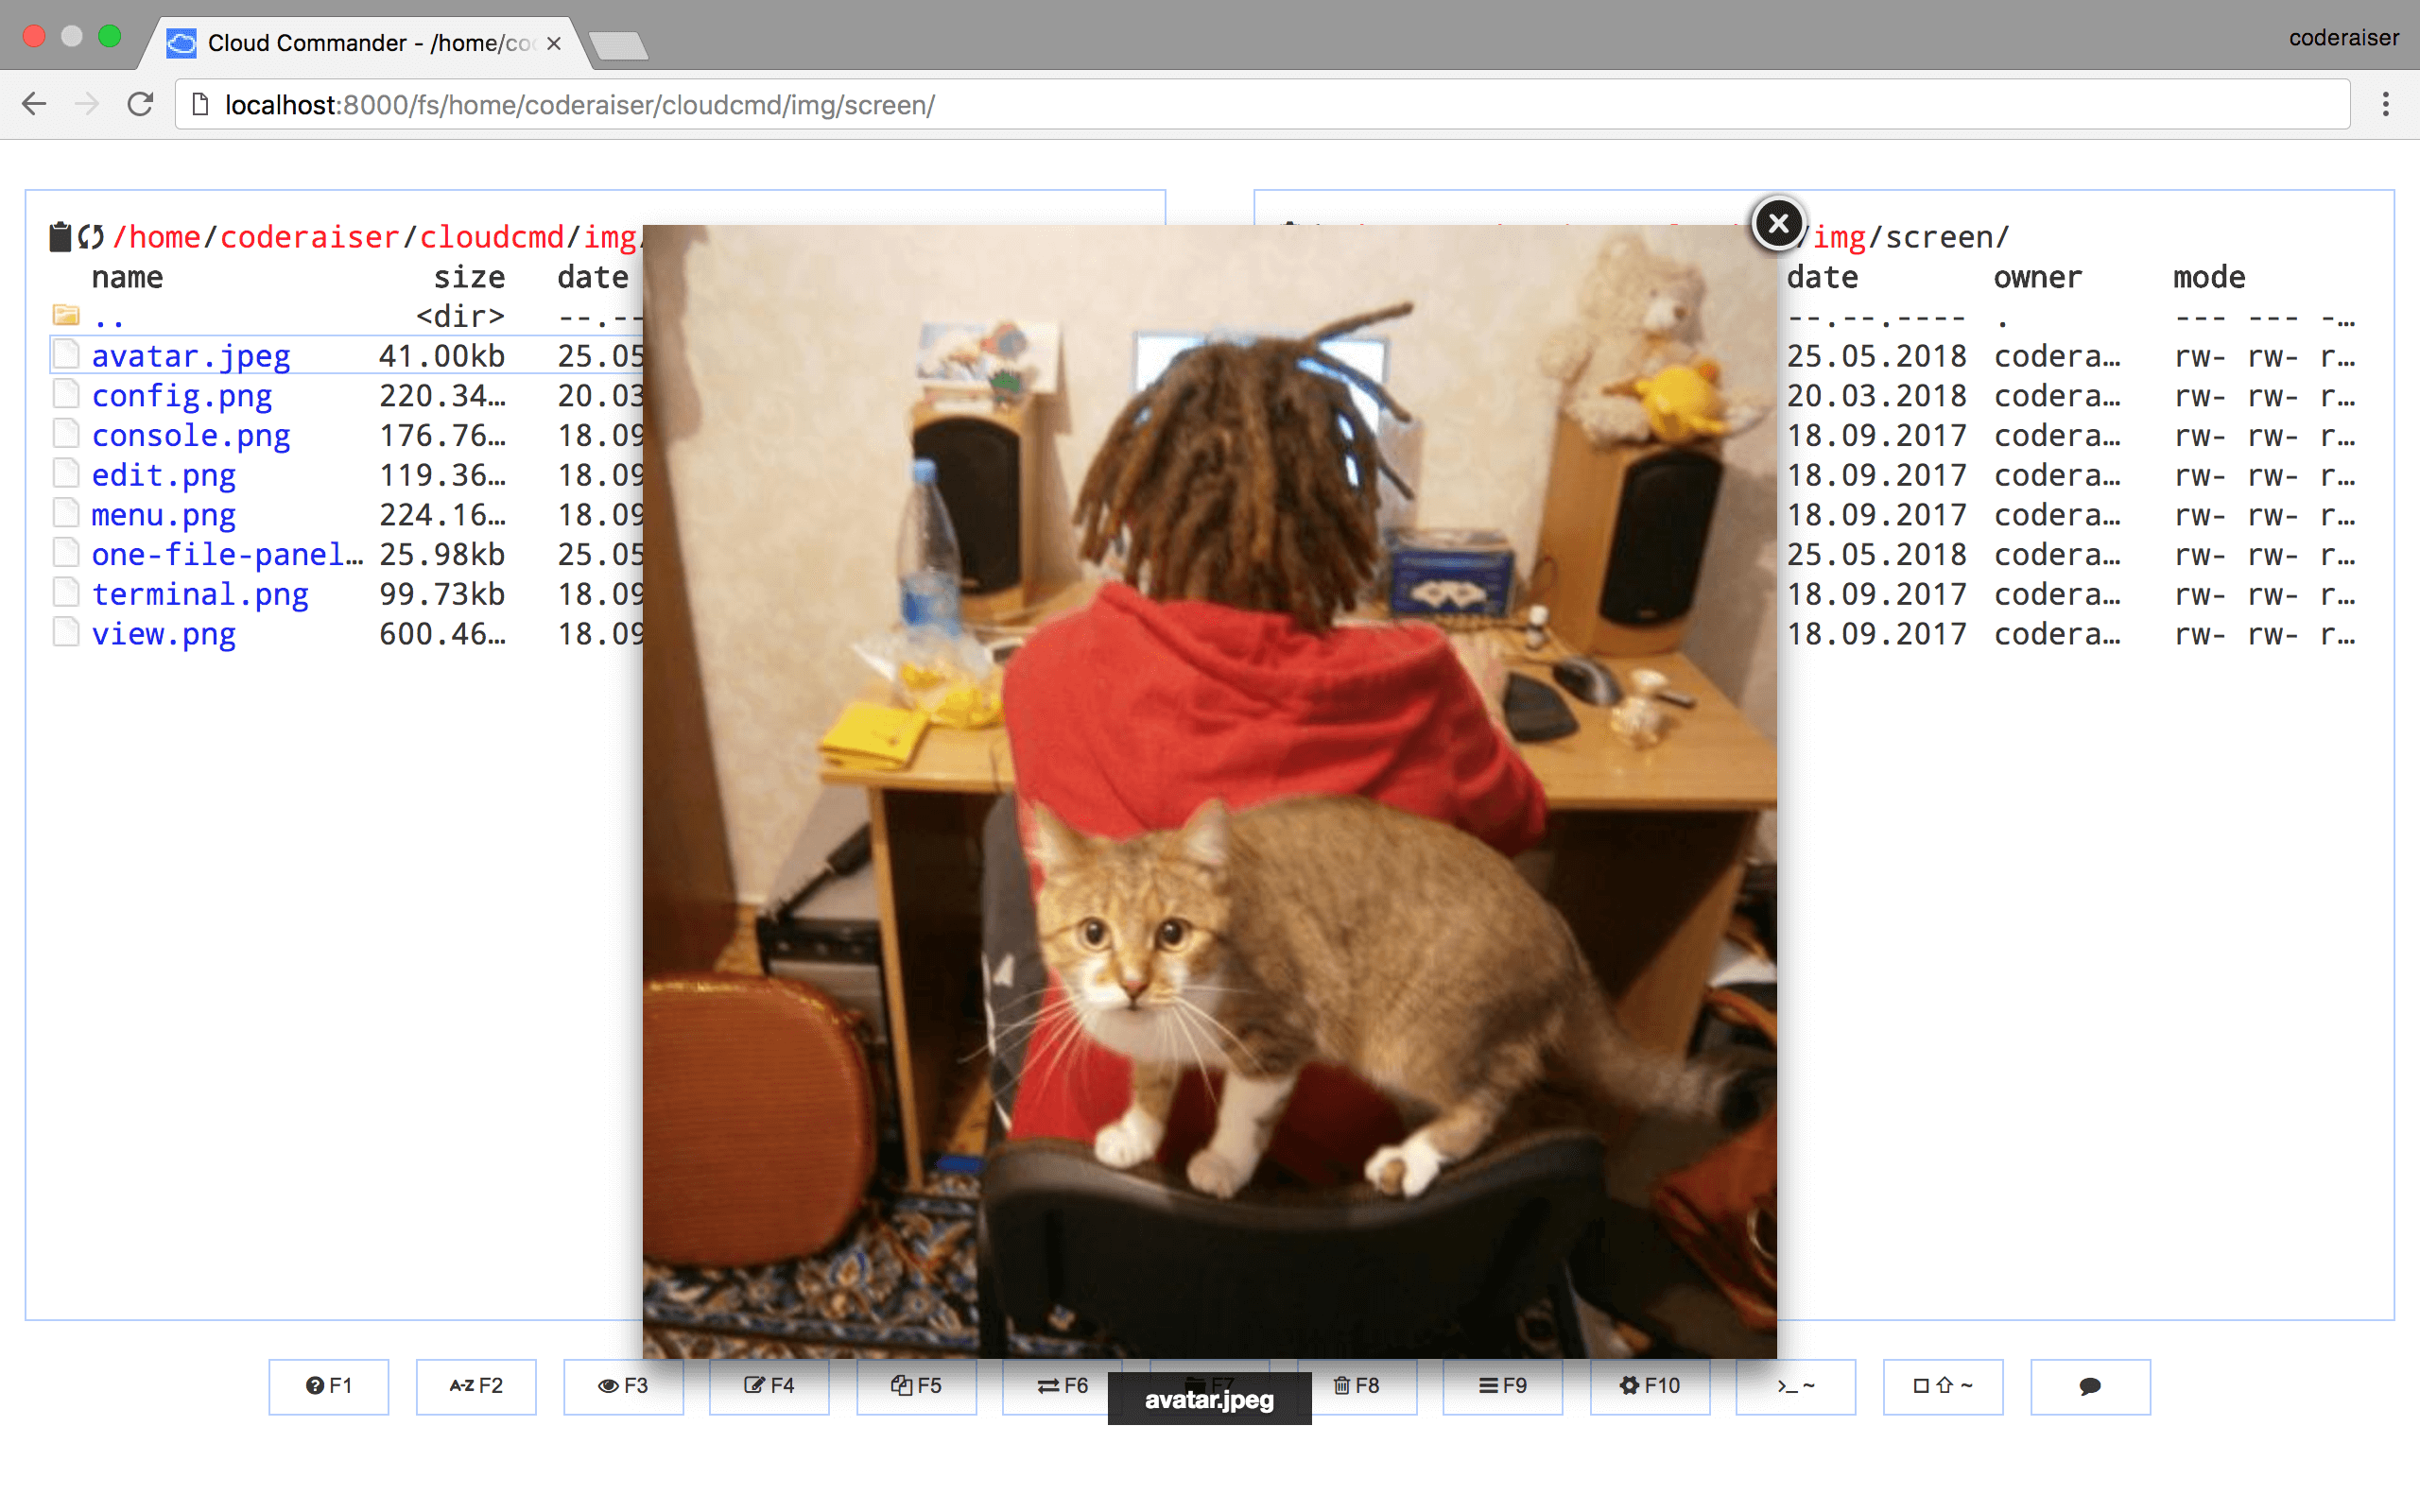 Cloud Commander - /home/co
coderaiser
localhost:8000/fs/home/coderaiser/cloudcmd/img/screen/
/home/coderaiser/cloudcmd/img/
/img/screen/
name size date
date owner mode
.. <dir> --.--
--.--.---- . --- --- -…
avatar.jpeg 41.00kb 25.05
25.05.2018 codera… rw- rw- r…
config.png 220.34… 20.03
20.03.2018 codera… rw- rw- r…
console.png 176.76… 18.09
18.09.2017 codera… rw- rw- r…
edit.png 119.36… 18.09
18.09.2017 codera… rw- rw- r…
menu.png 224.16… 18.09
18.09.2017 codera… rw- rw- r…
one-file-panel… 25.98kb 25.05
25.05.2018 codera… rw- rw- r…
terminal.png 99.73kb 18.09
18.09.2017 codera… rw- rw- r…
view.png 600.46… 18.09
18.09.2017 codera… rw- rw- r…
F1
A-Z F2
F3
F4
F5
F6
F7
F8
F9
F10
>_ ~
~
avatar.jpeg